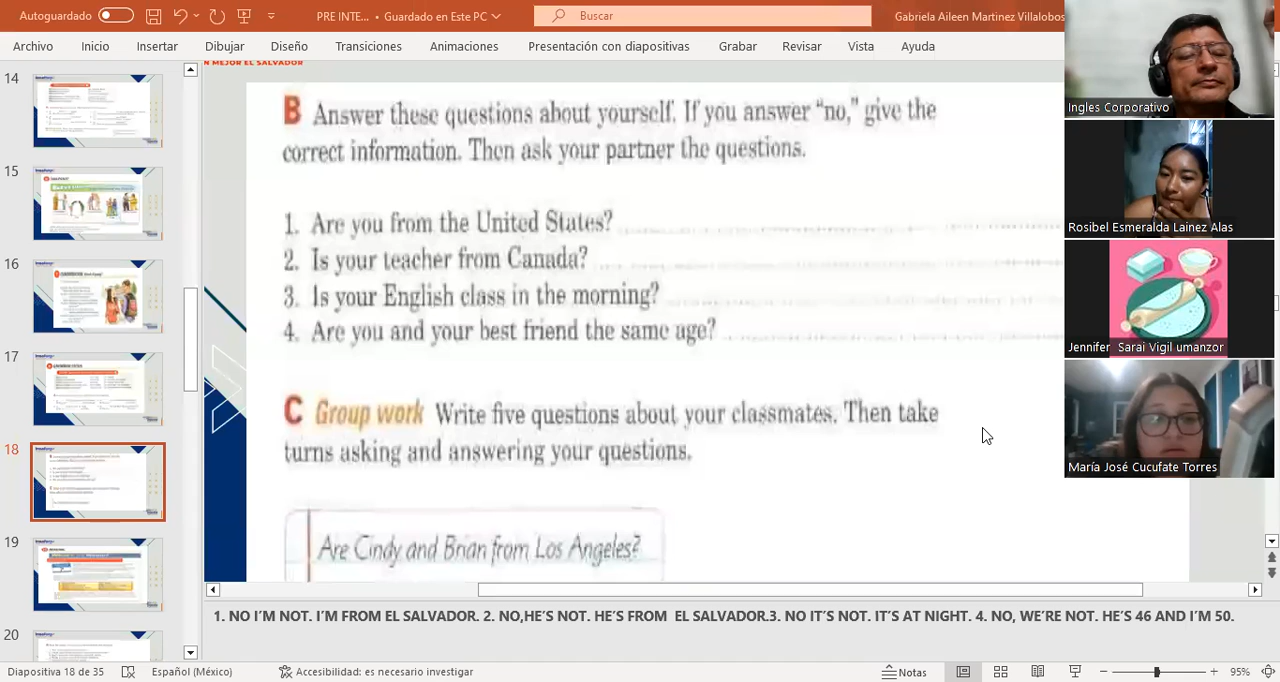 Autoguardado
PRE INTE... • Guardado en Este PC
Buscar
Gabriela Aileen Martinez Villalobos
Archivo Inicio Insertar Dibujar Diseño Transiciones Animaciones Presentación con diapositivas Grabar Revisar Vista Ayuda
N MEJOR EL SALVADOR
14
15
16
17
18
19
20
B Answer these questions about yourself. If you answer “no,” give the
correct information. Then ask your partner the questions.
1. Are you from the United States?
2. Is your teacher from Canada?
3. Is your English class in the morning?
4. Are you and your best friend the same age?
C Group work Write five questions about your classmates. Then take
turns asking and answering your questions.
Are Cindy and Brian from Los Angeles?
1. NO I´M NOT. I´M FROM EL SALVADOR. 2. NO,HE´S NOT. HE´S FROM EL SALVADOR.3. NO IT´S NOT. IT´S AT NIGHT. 4. NO, WE´RE NOT. HE´S 46 AND I´M 50.
Diapositiva 18 de 35
Español (México)
Accesibilidad: es necesario investigar
Notas
95%
Ingles Corporativo
Rosibel Esmeralda Lainez Alas
Jennifer Sarai Vigil umanzor
María José Cucufate Torres